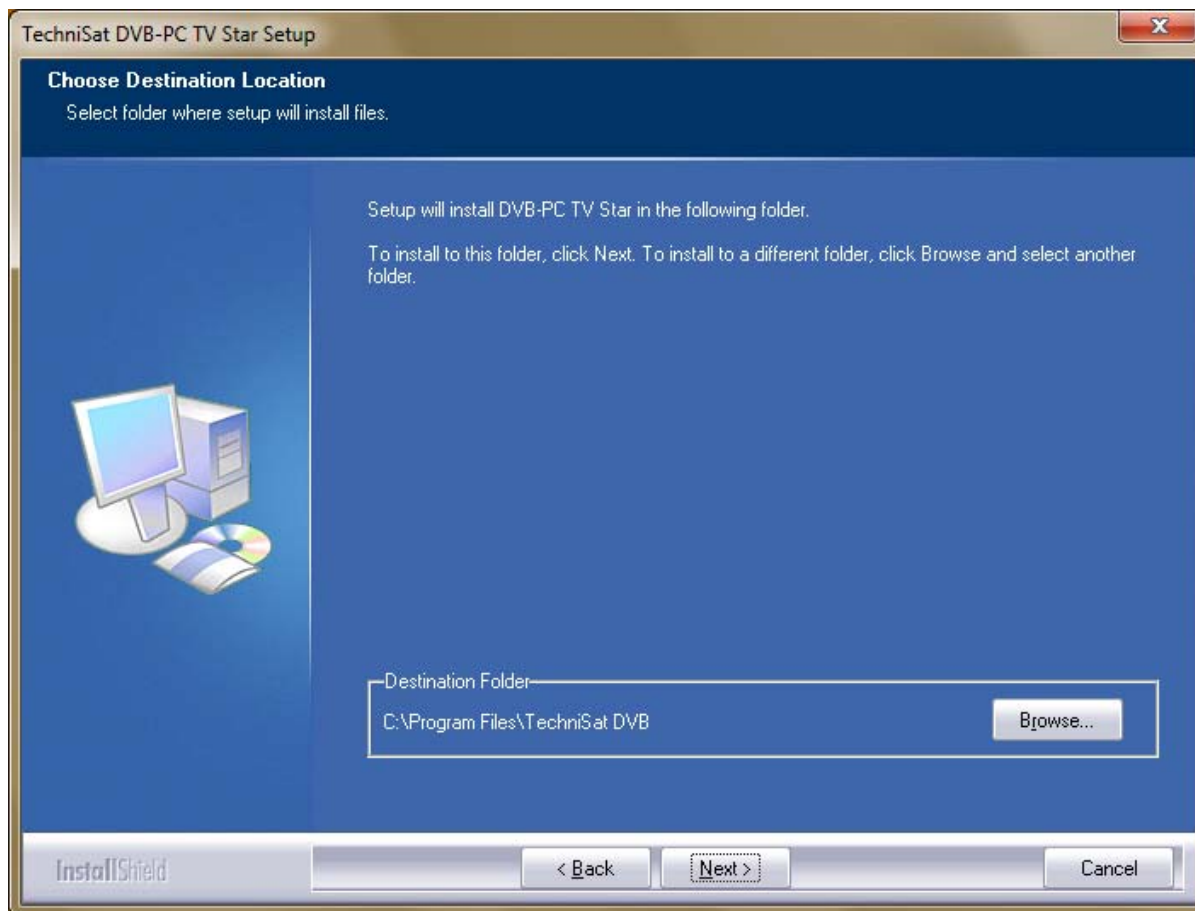 TechniSat DVB-PC TV Star Setup
Choose Destination Location
Select folder where setup will install files.
Setup will install DVB-PC TV Star in the following folder.
To install to this folder, click Next. To install to a different folder, click Browse and select another
folder.
Destination Folder
C:\Program Files\TechniSat DVB
Browse...
InstallShield
< Back
Next >
Cancel